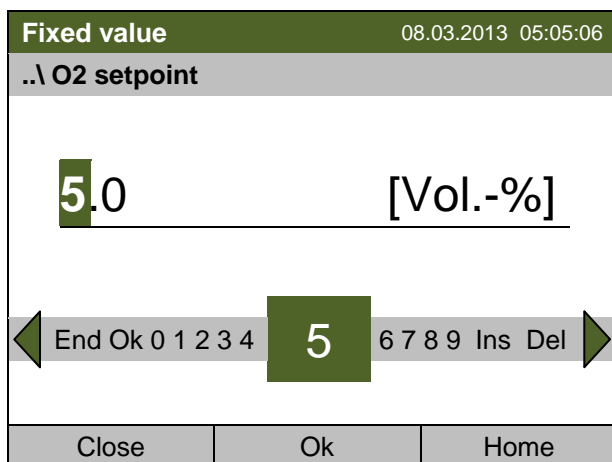 Fixed value 08.03.2013 05:05:06
..\ O2 setpoint
5.0 [Vol.-%]
End Ok 0 1 2 3 4 5 6 7 8 9 Ins Del
Close Ok Home